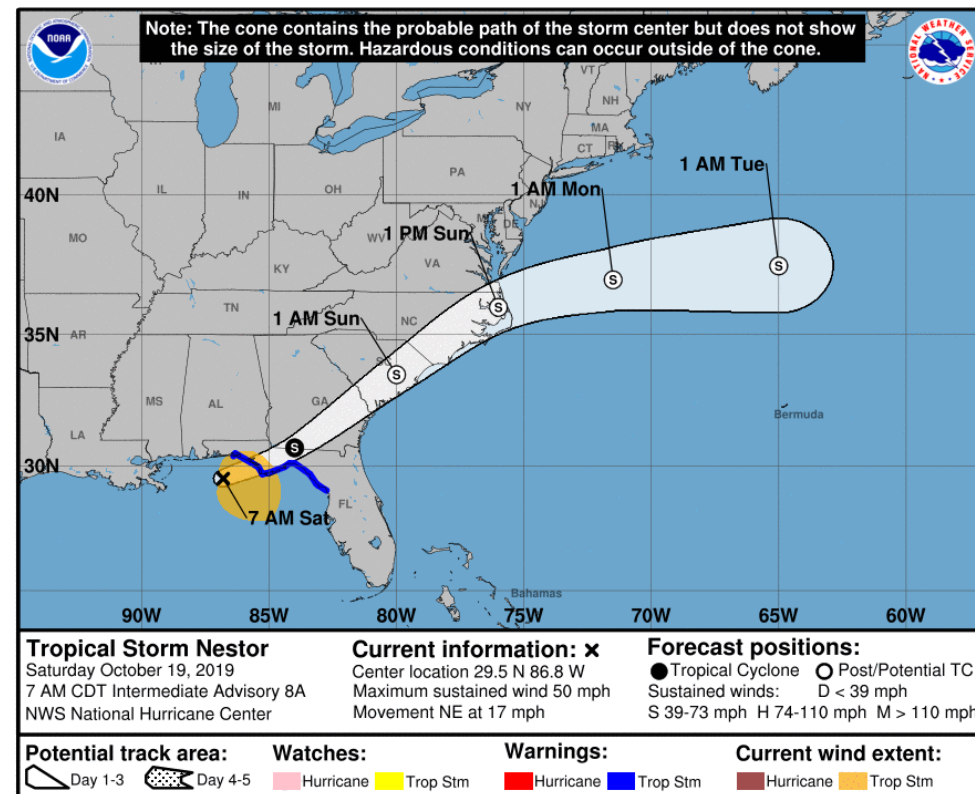 Note: The cone contains the probable path of the storm center but does not show
the size of the storm. Hazardous conditions can occur outside of the cone.
NOAA
NATIONAL WEATHER SERVICE
VT
NH
MI
NY
MA
IA
CT
PA
1 AM Tue
1 AM Mon
40N
IL
IN
OH
NJ
DE
MO
WV
1 PM Sun
VA
KY
TN
1 AM Sun
NC
35N
AR
MS
AL
GA
Bermuda
LA
S
S
S
S
S
30N
7 AM Sat
FL
Bahamas
90W 85W 80W 75W 70W 65W 60W
Tropical Storm Nestor
Saturday October 19, 2019
7 AM CDT Intermediate Advisory 8A
NWS National Hurricane Center
Current information: ×
Center location 29.5 N 86.8 W
Maximum sustained wind 50 mph
Movement NE at 17 mph
Forecast positions:
Tropical Cyclone Post/Potential TC
Sustained winds: D < 39 mph
S 39-73 mph H 74-110 mph M > 110 mph
Potential track area:
Day 1-3 Day 4-5
Watches:
Hurricane Trop Stm
Warnings:
Hurricane Trop Stm
Current wind extent:
Hurricane Trop Stm